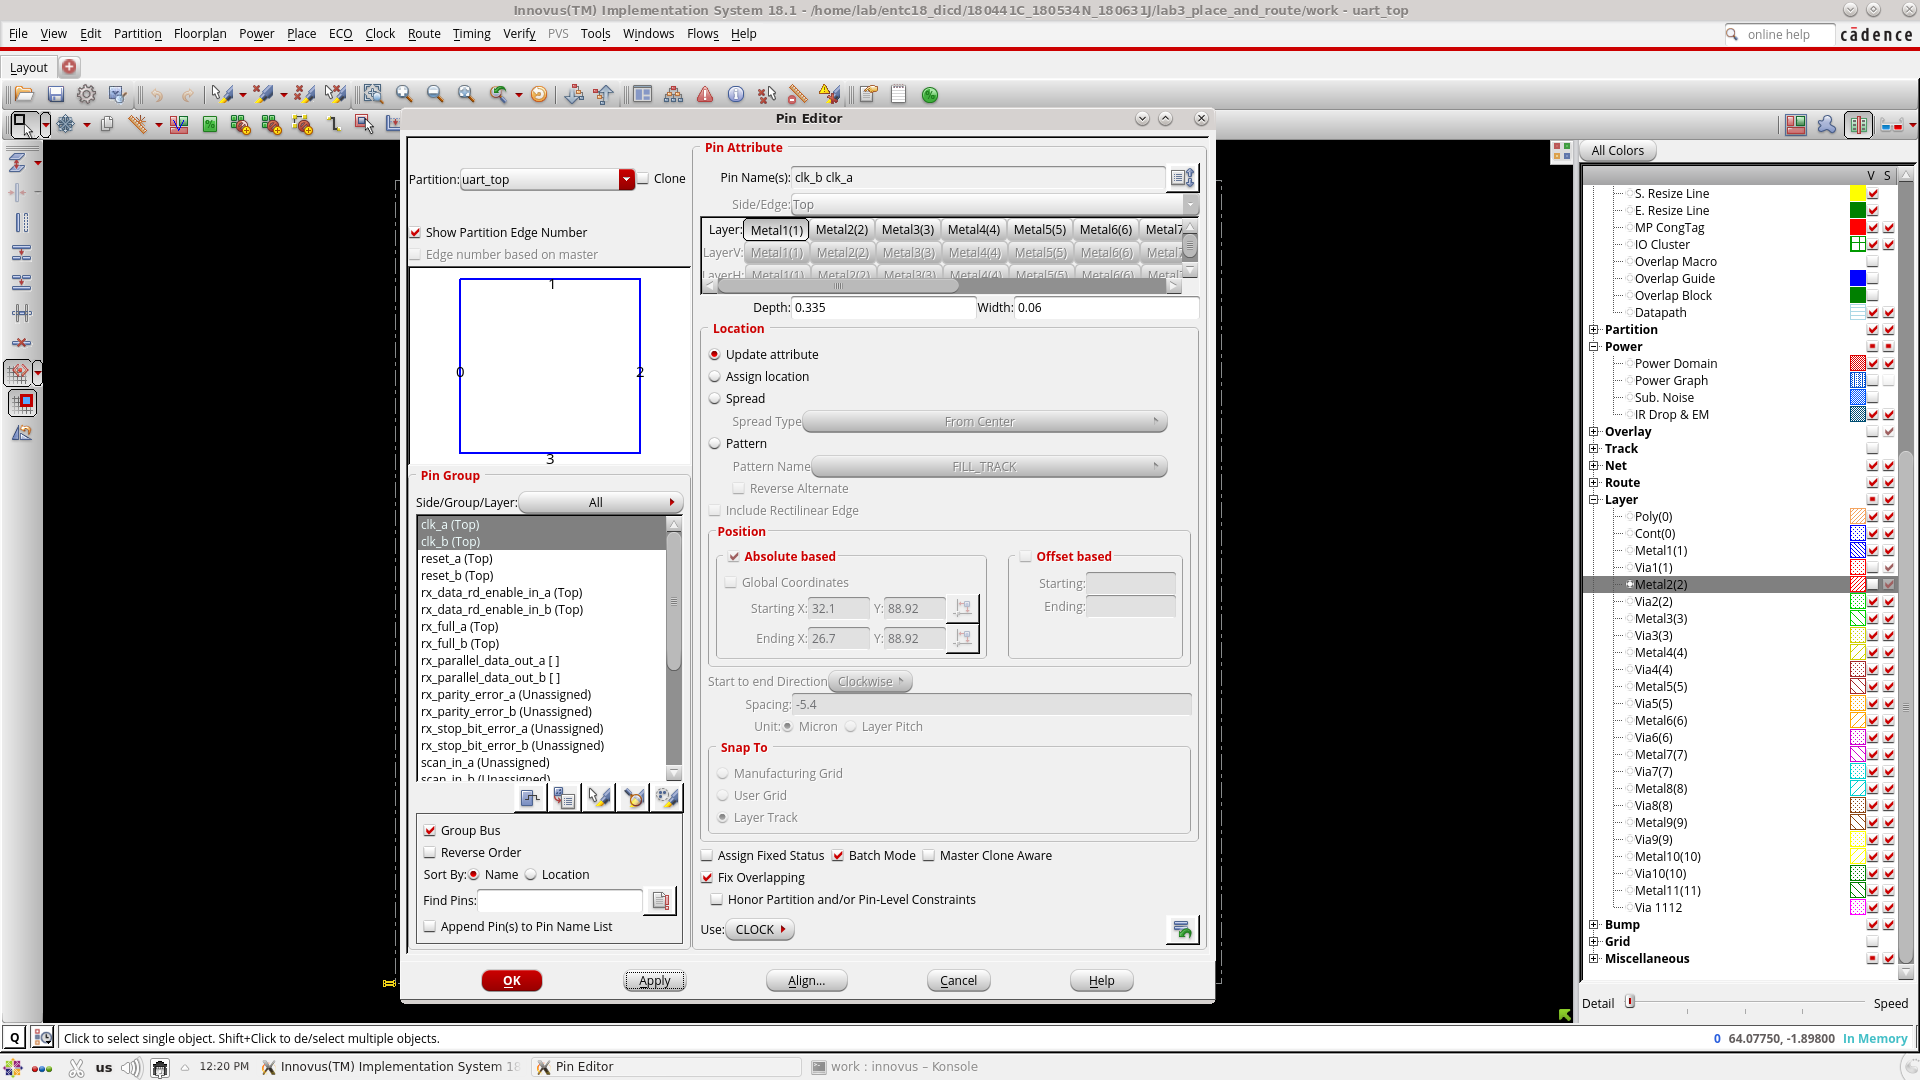 Innovus(TM) Implementation System 18.1 - /home/lab/entc18_dicd/180441C_180534N_180631J/lab3_place_and_route/work - uart_top
File View Edit Partition Floorplan Power Place ECO Clock Route Timing Verify PVS Tools Windows Flows Help
online help
cādence
Layout
Pin Editor
Partition: uart_top Clone
Show Partition Edge Number
Edge number based on master
1
0
2
3
Pin Group
Side/Group/Layer: All
clk_a (Top)
clk_b (Top)
reset_a (Top)
reset_b (Top)
rx_data_rd_enable_in_a (Top)
rx_data_rd_enable_in_b (Top)
rx_full_a (Top)
rx_full_b (Top)
rx_parallel_data_out_a [ ]
rx_parallel_data_out_b [ ]
rx_parity_error_a (Unassigned)
rx_parity_error_b (Unassigned)
rx_stop_bit_error_a (Unassigned)
rx_stop_bit_error_b (Unassigned)
scan_in_a (Unassigned)
scan_in_b (Unassigned)
Group Bus
Reverse Order
Sort By: Name Location
Find Pins:
Append Pin(s) to Pin Name List
Pin Attribute
Pin Name(s): clk_b clk_a
Side/Edge: Top
Layer: Metal1(1) Metal2(2) Metal3(3) Metal4(4) Metal5(5) Metal6(6) Metal7
LayerV: Metal1(1) Metal2(2) Metal3(3) Metal4(4) Metal5(5) Metal6(6) Metal7
LayerH: Metal1(1) Metal2(2) Metal3(3) Metal4(4) Metal5(5) Metal6(6) Metal7
Depth: 0.335 Width: 0.06
Location
Update attribute
Assign location
Spread
Spread Type From Center
Pattern
Pattern Name FILL_TRACK
Reverse Alternate
Include Rectilinear Edge
Position
Absolute based
Global Coordinates
Starting X: 32.1 Y: 88.92
Ending X: 26.7 Y: 88.92
Offset based
Starting:
Ending:
Start to end Direction Clockwise
Spacing: -5.4
Unit: Micron Layer Pitch
Snap To
Manufacturing Grid
User Grid
Layer Track
Assign Fixed Status Batch Mode Master Clone Aware
Fix Overlapping
Honor Partition and/or Pin-Level Constraints
Use: CLOCK
OK Apply Align... Cancel Help
All Colors
V S
S. Resize Line
E. Resize Line
MP CongTag
IO Cluster
Overlap Macro
Overlap Guide
Overlap Block
Datapath
Partition
Power
Power Domain
Power Graph
Sub. Noise
IR Drop & EM
Overlay
Track
Net
Route
Layer
Poly(0)
Cont(0)
Metal1(1)
Via1(1)
Metal2(2)
Via2(2)
Metal3(3)
Via3(3)
Metal4(4)
Via4(4)
Metal5(5)
Via5(5)
Metal6(6)
Via6(6)
Metal7(7)
Via7(7)
Metal8(8)
Via8(8)
Metal9(9)
Via9(9)
Metal10(10)
Via10(10)
Metal11(11)
Via 1112
Bump
Grid
Miscellaneous
Detail Speed
Q Click to select single object. Shift+Click to de/select multiple objects.
0 64.07750, -1.89800 In Memory
us 12:20 PM Innovus(TM) Implementation System 18 Pin Editor work : innovus – Konsole